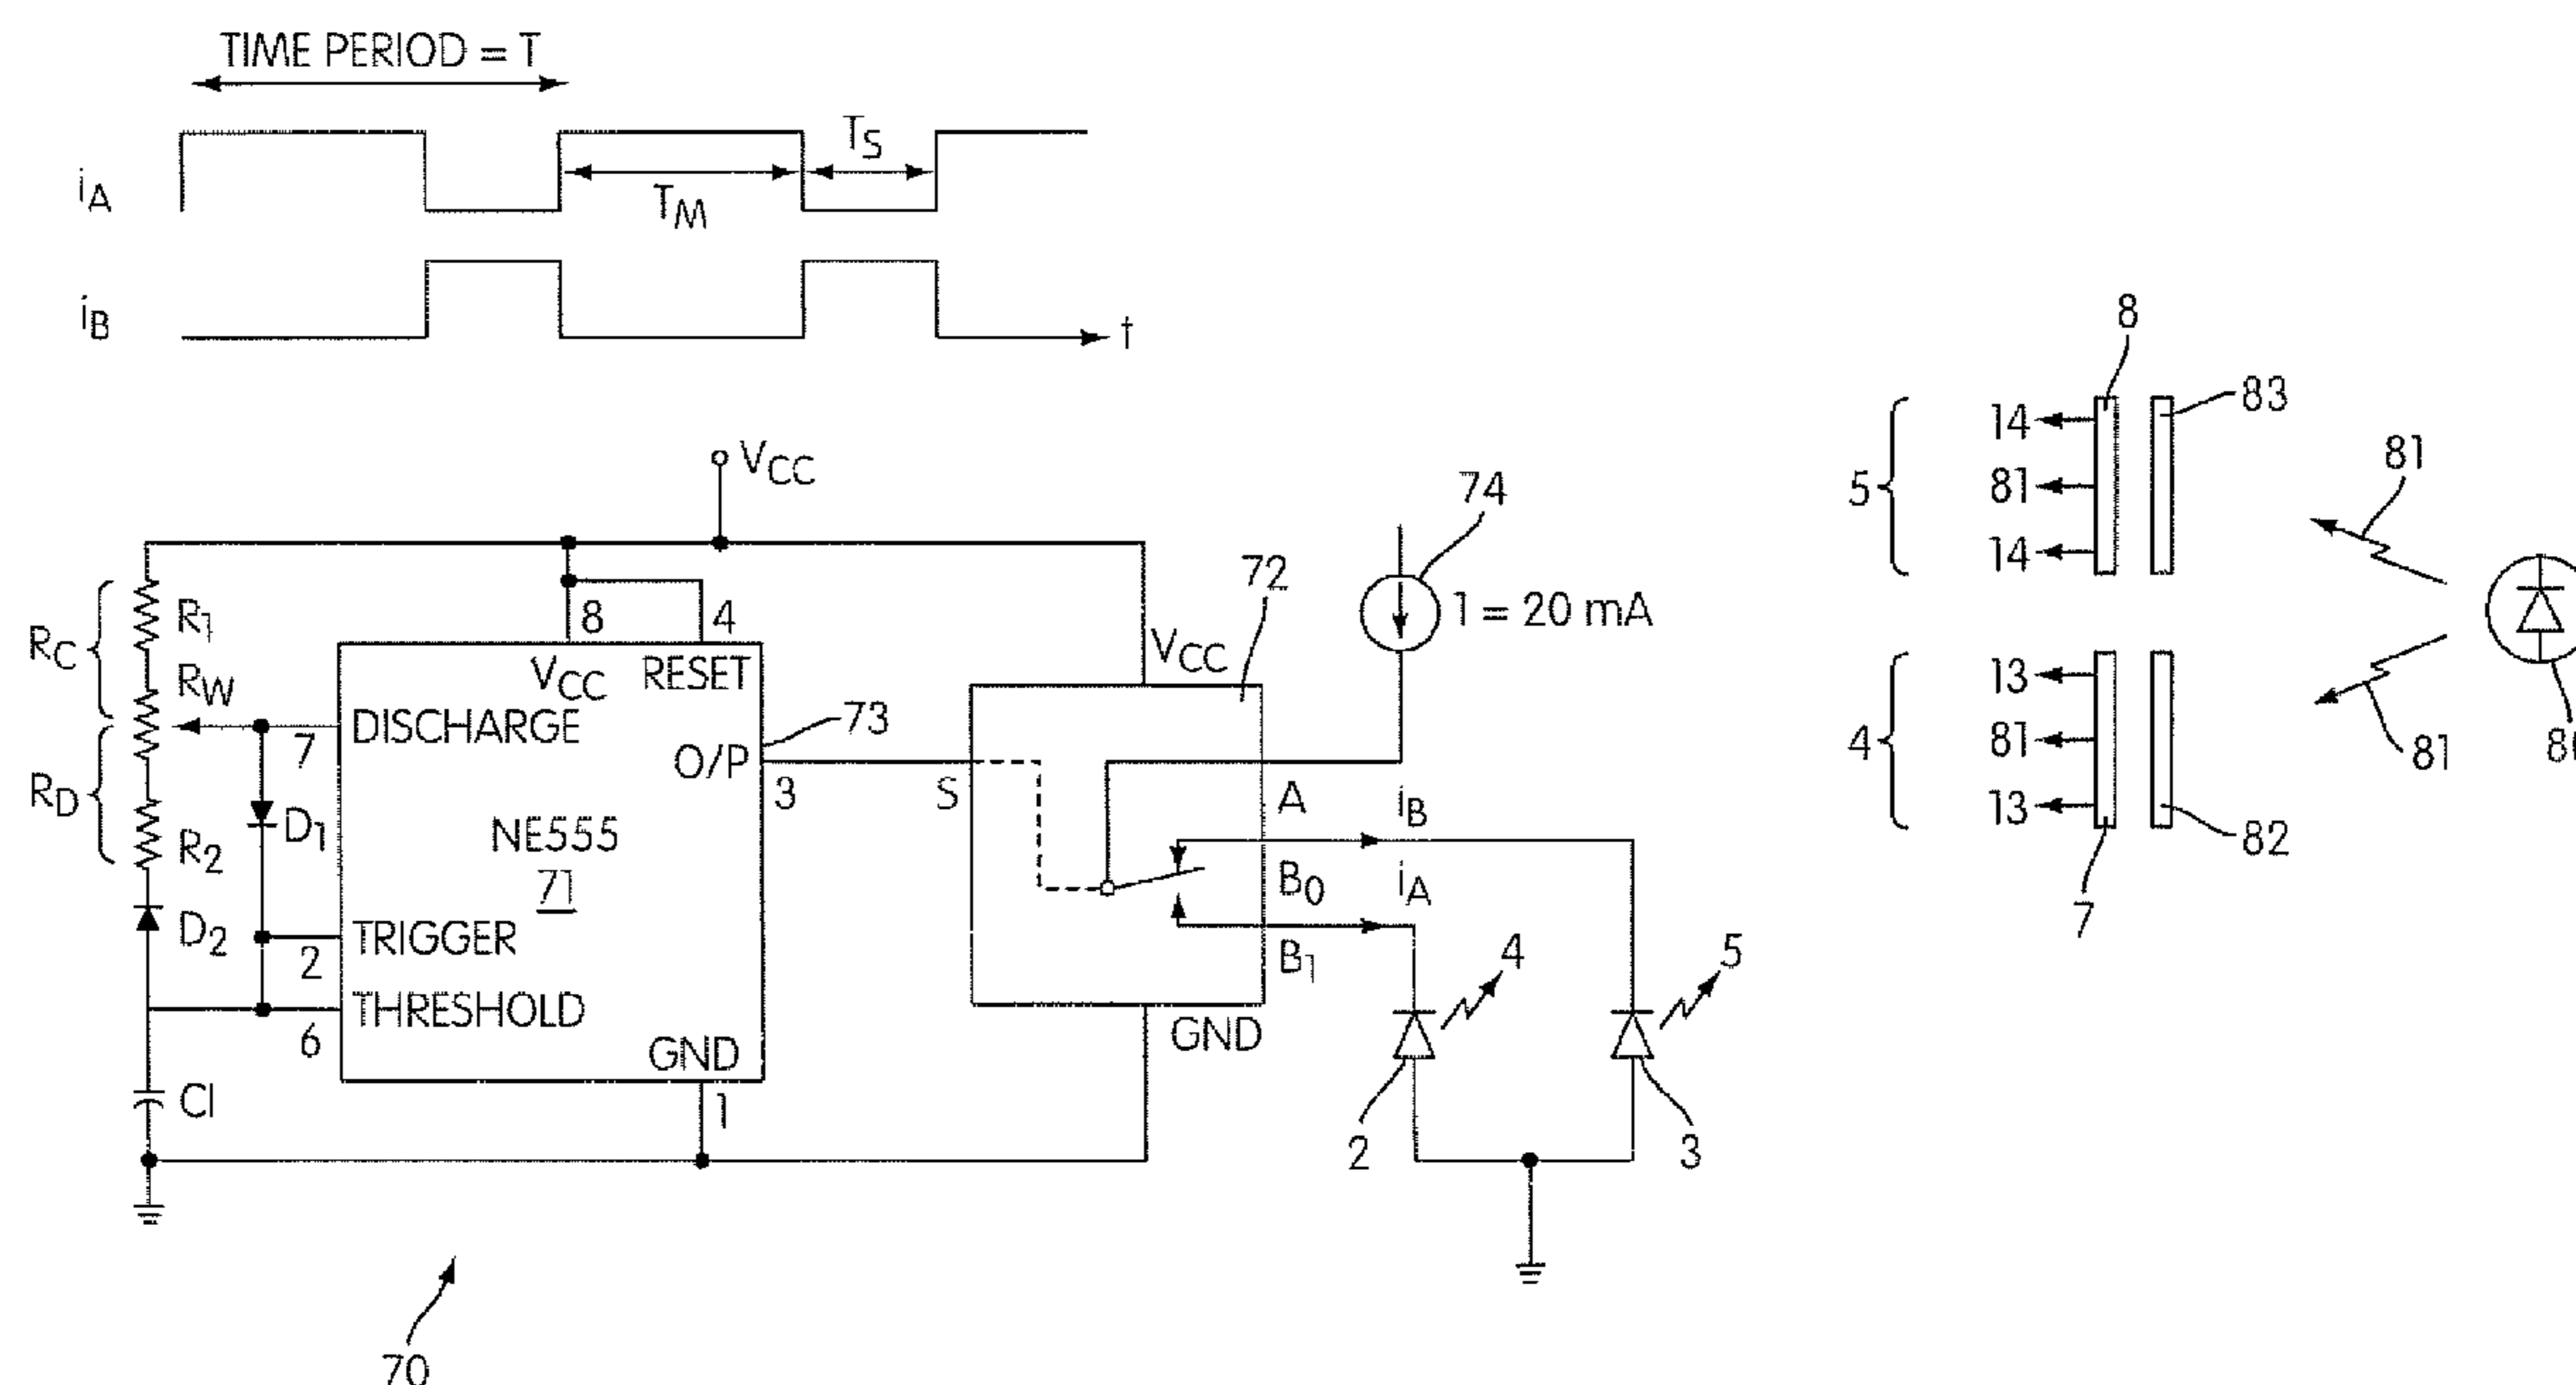 TIME PERIOD = T
iA
TS
TM
iB
t
VCC
RC
R1
RW
RD
R2
D2
D1
CI
8
4
VCC
RESET
7
DISCHARGE
O/P
73
3
NE555
71
2
TRIGGER
6
THRESHOLD
GND
1
70
72
VCC
S
A
B0
B1
GND
74
1 = 20 mA
iB
iA
4
5
2
3
8
83
5
14
81
14
81
4
13
81
13
81
82
7